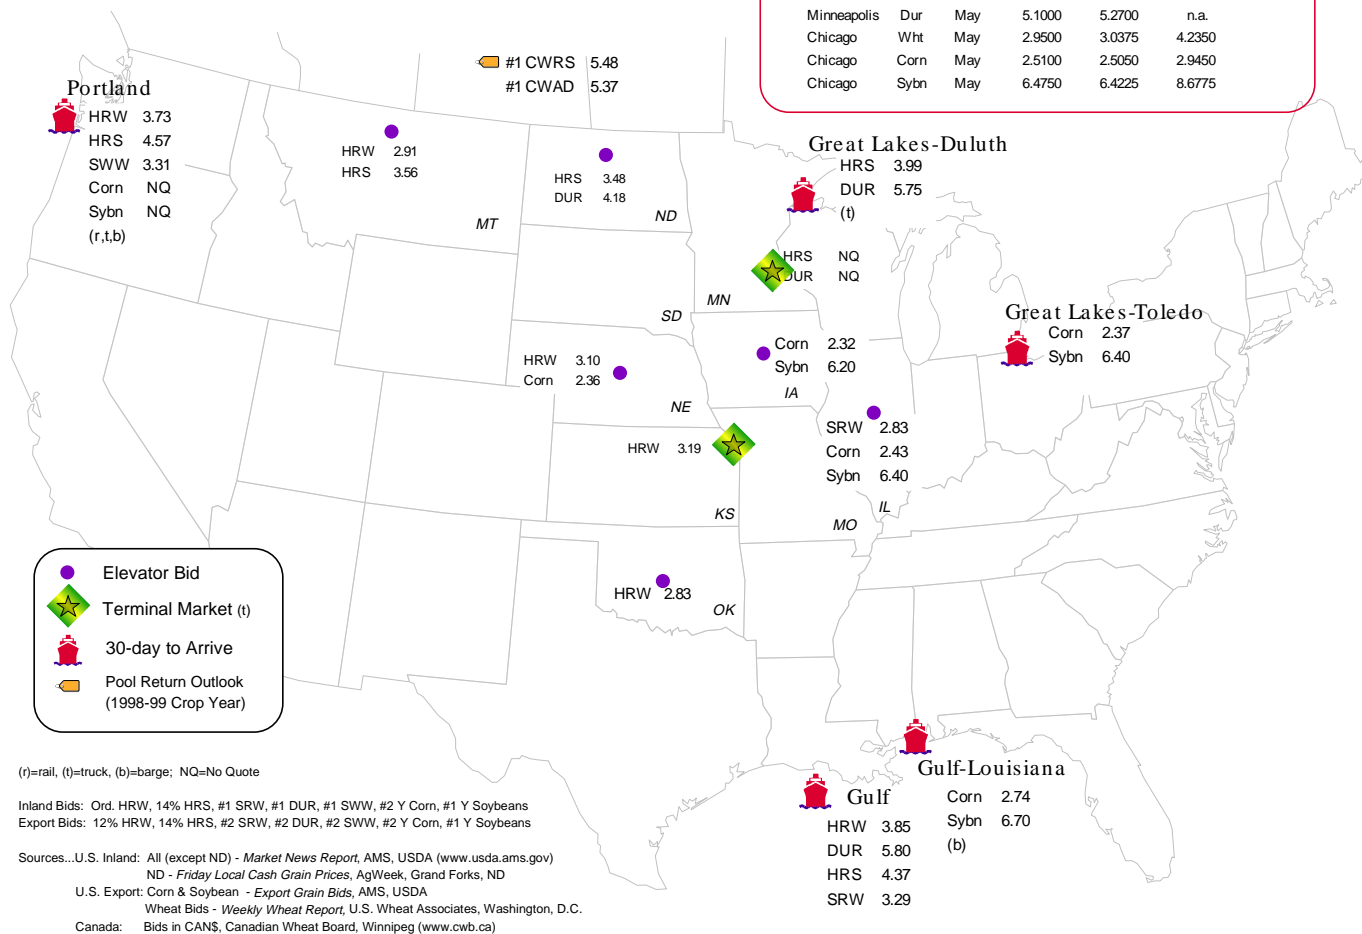 Minneapolis Dur May 5.1000 5.2700 n.a.
Chicago Wht May 2.9500 3.0375 4.2350
Chicago Corn May 2.5100 2.5050 2.9450
Chicago Sybn May 6.4750 6.4225 8.6775
#1 CWRS 5.48
#1 CWAD 5.37
Portland
HRW 3.73
HRS 4.57
SWW 3.31
Corn NQ
Sybn NQ
(r,t,b)
HRW 2.91
HRS 3.56
MT
HRS 3.48
DUR 4.18
ND
Great Lakes-Duluth
HRS 3.99
DUR 5.75
(t)
HRS NQ
DUR NQ
MN
SD
Great Lakes-Toledo
Corn 2.37
Sybn 6.40
Corn 2.32
Sybn 6.20
IA
HRW 3.10
Corn 2.36
NE
SRW 2.83
Corn 2.43
Sybn 6.40
IL
HRW 3.19
KS
MO
HRW 2.83
OK
Elevator Bid
Terminal Market (t)
30-day to Arrive
Pool Return Outlook
(1998-99 Crop Year)
Gulf-Louisiana
Corn 2.74
Sybn 6.70
(b)
Gulf
HRW 3.85
DUR 5.80
HRS 4.37
SRW 3.29
(r)=rail, (t)=truck, (b)=barge; NQ=No Quote
Inland Bids: Ord. HRW, 14% HRS, #1 SRW, #1 DUR, #1 SWW, #2 Y Corn, #1 Y Soybeans
Export Bids: 12% HRW, 14% HRS, #2 SRW, #2 DUR, #2 SWW, #2 Y Corn, #1 Y Soybeans
Sources...U.S. Inland: All (except ND) - Market News Report, AMS, USDA (www.usda.ams.gov)
ND - Friday Local Cash Grain Prices, AgWeek, Grand Forks, ND
U.S. Export: Corn & Soybean - Export Grain Bids, AMS, USDA
Wheat Bids - Weekly Wheat Report, U.S. Wheat Associates, Washington, D.C.
Canada: Bids in CAN$, Canadian Wheat Board, Winnipeg (www.cwb.ca)